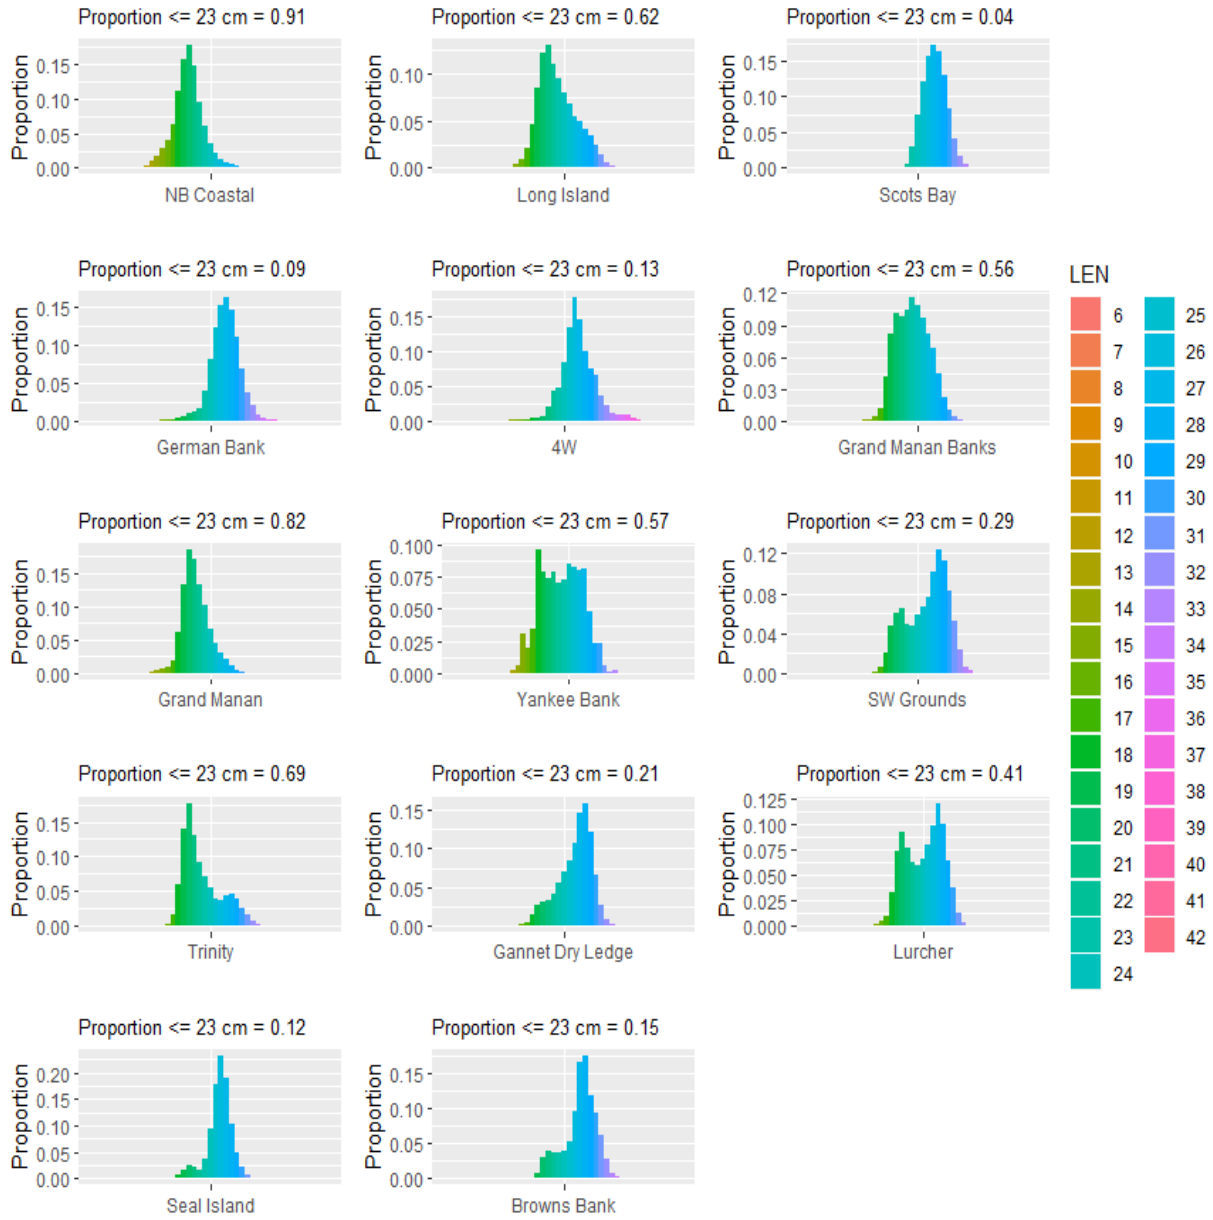 Proportion <= 23 cm = 0.91
Proportion
0.15
0.10
0.05
0.00
NB Coastal
Proportion <= 23 cm = 0.62
Proportion
0.10
0.05
0.00
Long Island
Proportion <= 23 cm = 0.04
Proportion
0.15
0.10
0.05
0.00
Scots Bay
Proportion <= 23 cm = 0.09
Proportion
0.15
0.10
0.05
0.00
German Bank
Proportion <= 23 cm = 0.13
Proportion
0.15
0.10
0.05
0.00
4W
Proportion <= 23 cm = 0.56
Proportion
0.12
0.09
0.06
0.03
0.00
Grand Manan Banks
Proportion <= 23 cm = 0.82
Proportion
0.15
0.10
0.05
0.00
Grand Manan
Proportion <= 23 cm = 0.57
Proportion
0.100
0.075
0.050
0.025
0.000
Yankee Bank
Proportion <= 23 cm = 0.29
Proportion
0.12
0.08
0.04
0.00
SW Grounds
Proportion <= 23 cm = 0.69
Proportion
0.15
0.10
0.05
0.00
Trinity
Proportion <= 23 cm = 0.21
Proportion
0.15
0.10
0.05
0.00
Gannet Dry Ledge
Proportion <= 23 cm = 0.41
Proportion
0.125
0.100
0.075
0.050
0.025
0.000
Lurcher
Proportion <= 23 cm = 0.12
Proportion
0.20
0.15
0.10
0.05
0.00
Seal Island
Proportion <= 23 cm = 0.15
Proportion
0.15
0.10
0.05
0.00
Browns Bank
LEN
6
7
8
9
10
11
12
13
14
15
16
17
18
19
20
21
22
23
24
25
26
27
28
29
30
31
32
33
34
35
36
37
38
39
40
41
42